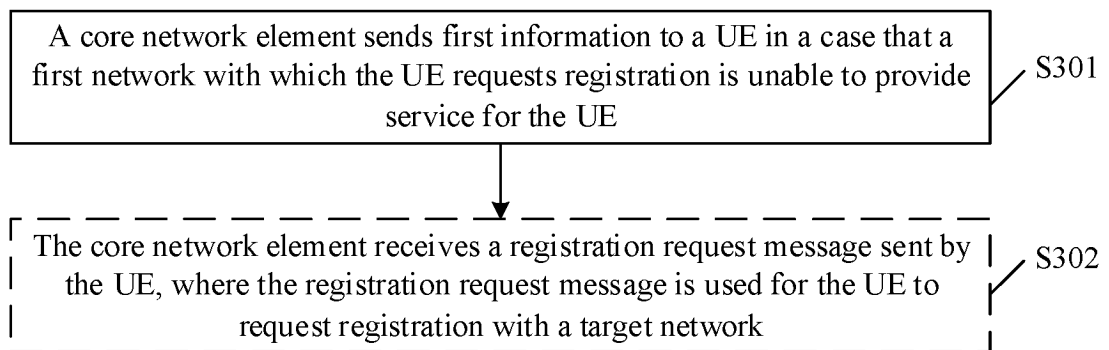 A core network element sends first information to a UE in a case that a
first network with which the UE requests registration is unable to provide
service for the UE
S301
The core network element receives a registration request message sent by
the UE, where the registration request message is used for the UE to
request registration with a target network
S302